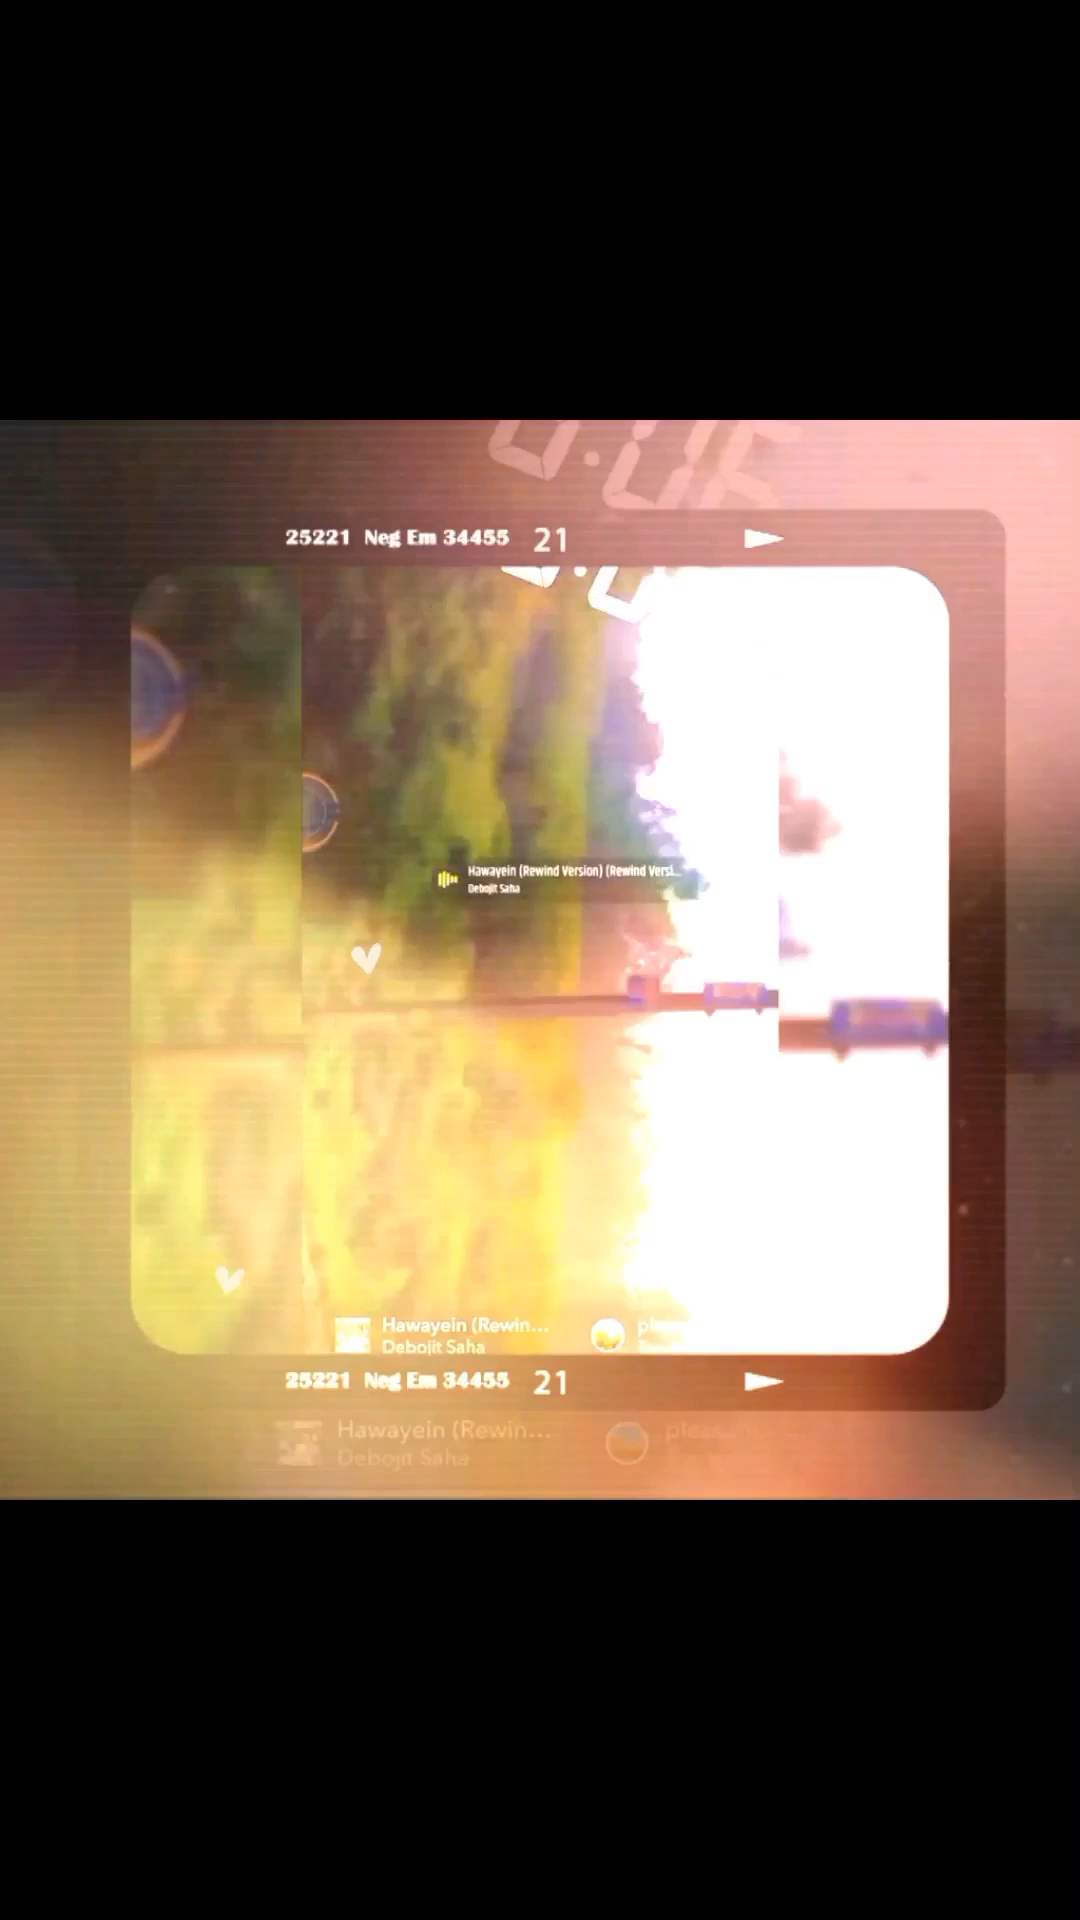 25221 Neg Em 34455 21
Hawayein (Rewind Version) (Rewind Versi...
Debojit Saha
Hawayein (Rewin...
Debojit Saha
25221 Neg Em 34455 21
Hawayein (Rewin...
Debojit Saha